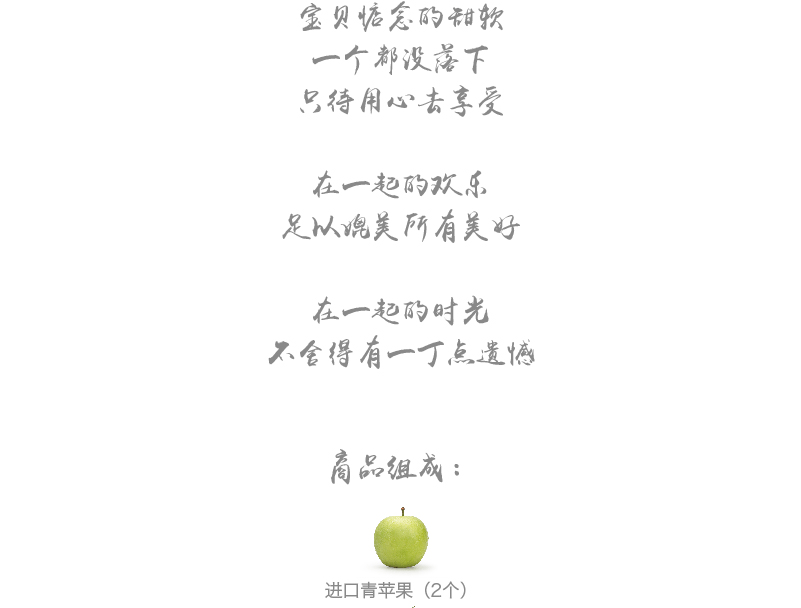 宝贝惦念的甜软
一个都没落下
只待用心去享受
在一起的欢乐
足以媲美所有美好
在一起的时光
不舍得有一丁点遗憾
商品组成：
进口青苹果（2个）